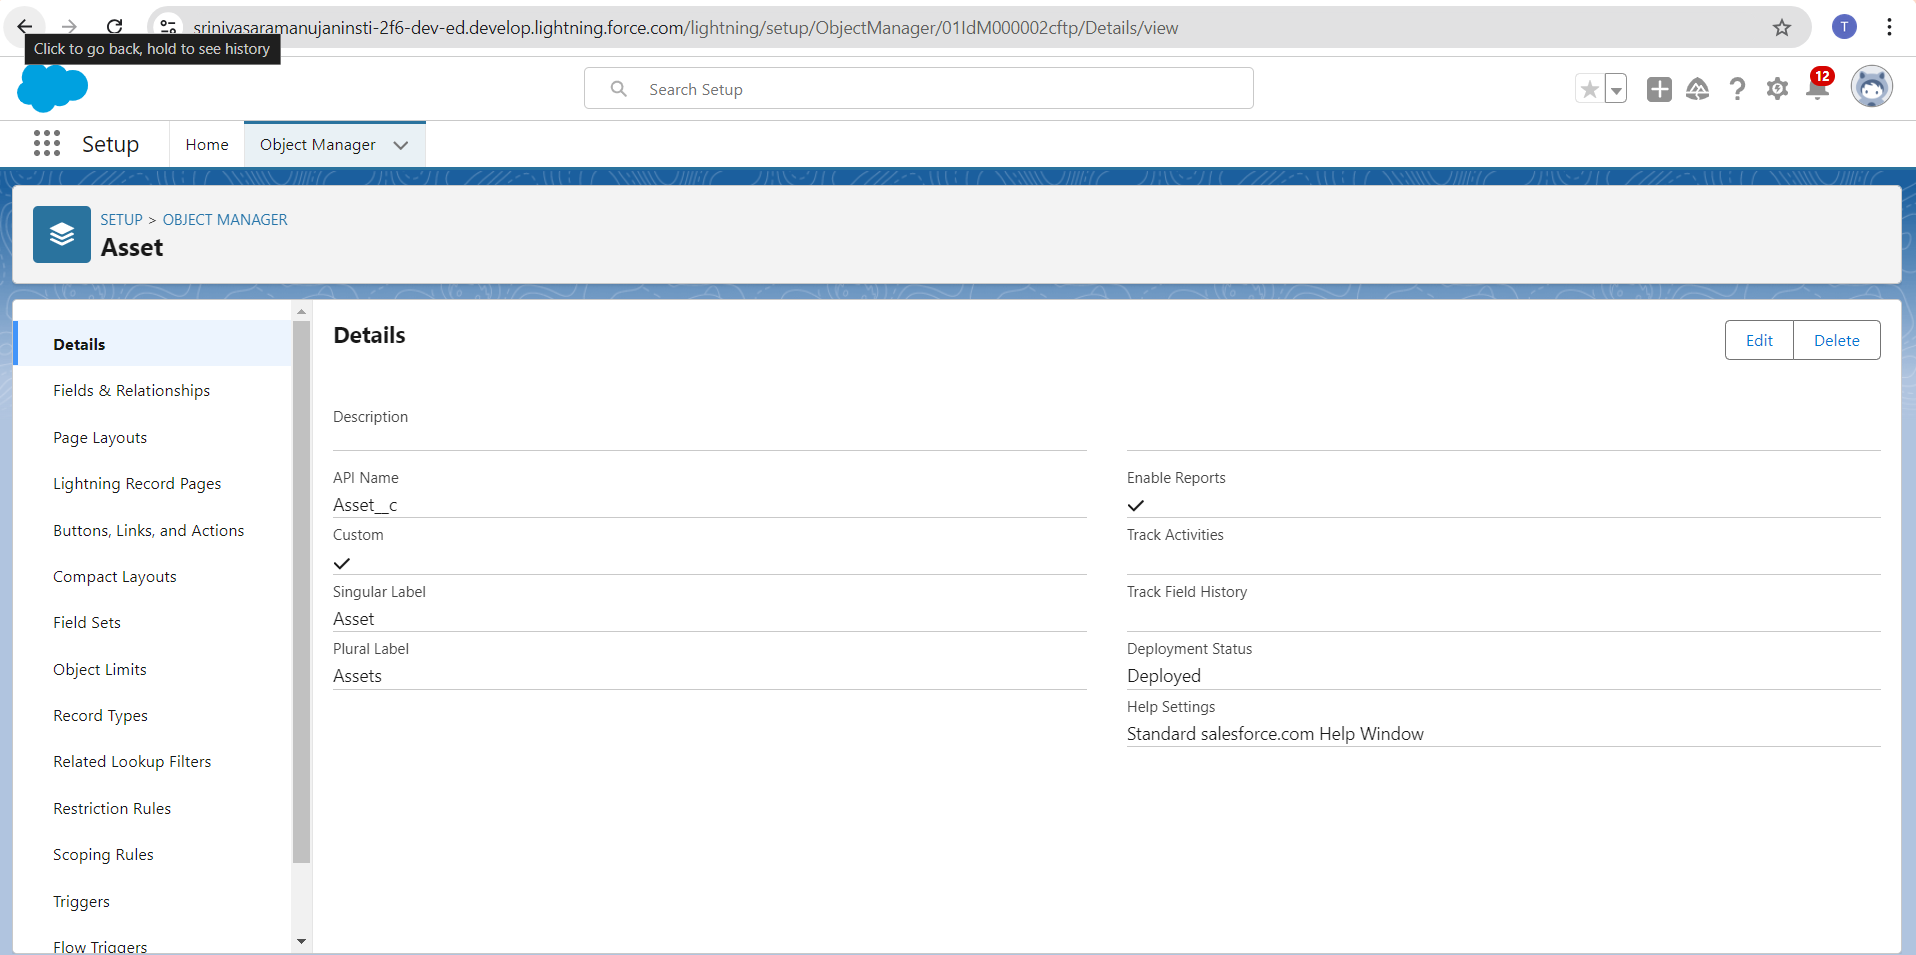 srinivasaramanujaninsti-2f6-dev-ed.develop.lightning.force.com/lightning/setup/ObjectManager/01IdM000002cftp/Details/view
T
Click to go back, hold to see history
Search Setup
12
Setup
Home
Object Manager
SETUP > OBJECT MANAGER
Asset
Details
Fields & Relationships
Page Layouts
Lightning Record Pages
Buttons, Links, and Actions
Compact Layouts
Field Sets
Object Limits
Record Types
Related Lookup Filters
Restriction Rules
Scoping Rules
Triggers
Flow Triggers
Details
Edit
Delete
Description
API Name
Asset__c
Custom
Singular Label
Asset
Plural Label
Assets
Enable Reports
Track Activities
Track Field History
Deployment Status
Deployed
Help Settings
Standard salesforce.com Help Window